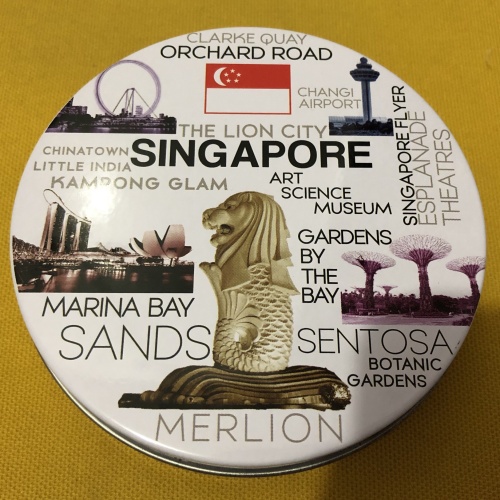 CLARKE QUAY
ORCHARD ROAD
CHANGI
AIRPORT
THE LION CITY
SINGAPORE
CHINATOWN
LITTLE INDIA
KAMPONG GLAM
ART
SCIENCE
MUSEUM
SINGAPORE FLYER
ESPLANADE
THEATRES
GARDENS
BY
THE
BAY
MARINA BAY
SANDS
SENTOSA
BOTANIC
GARDENS
MERLION